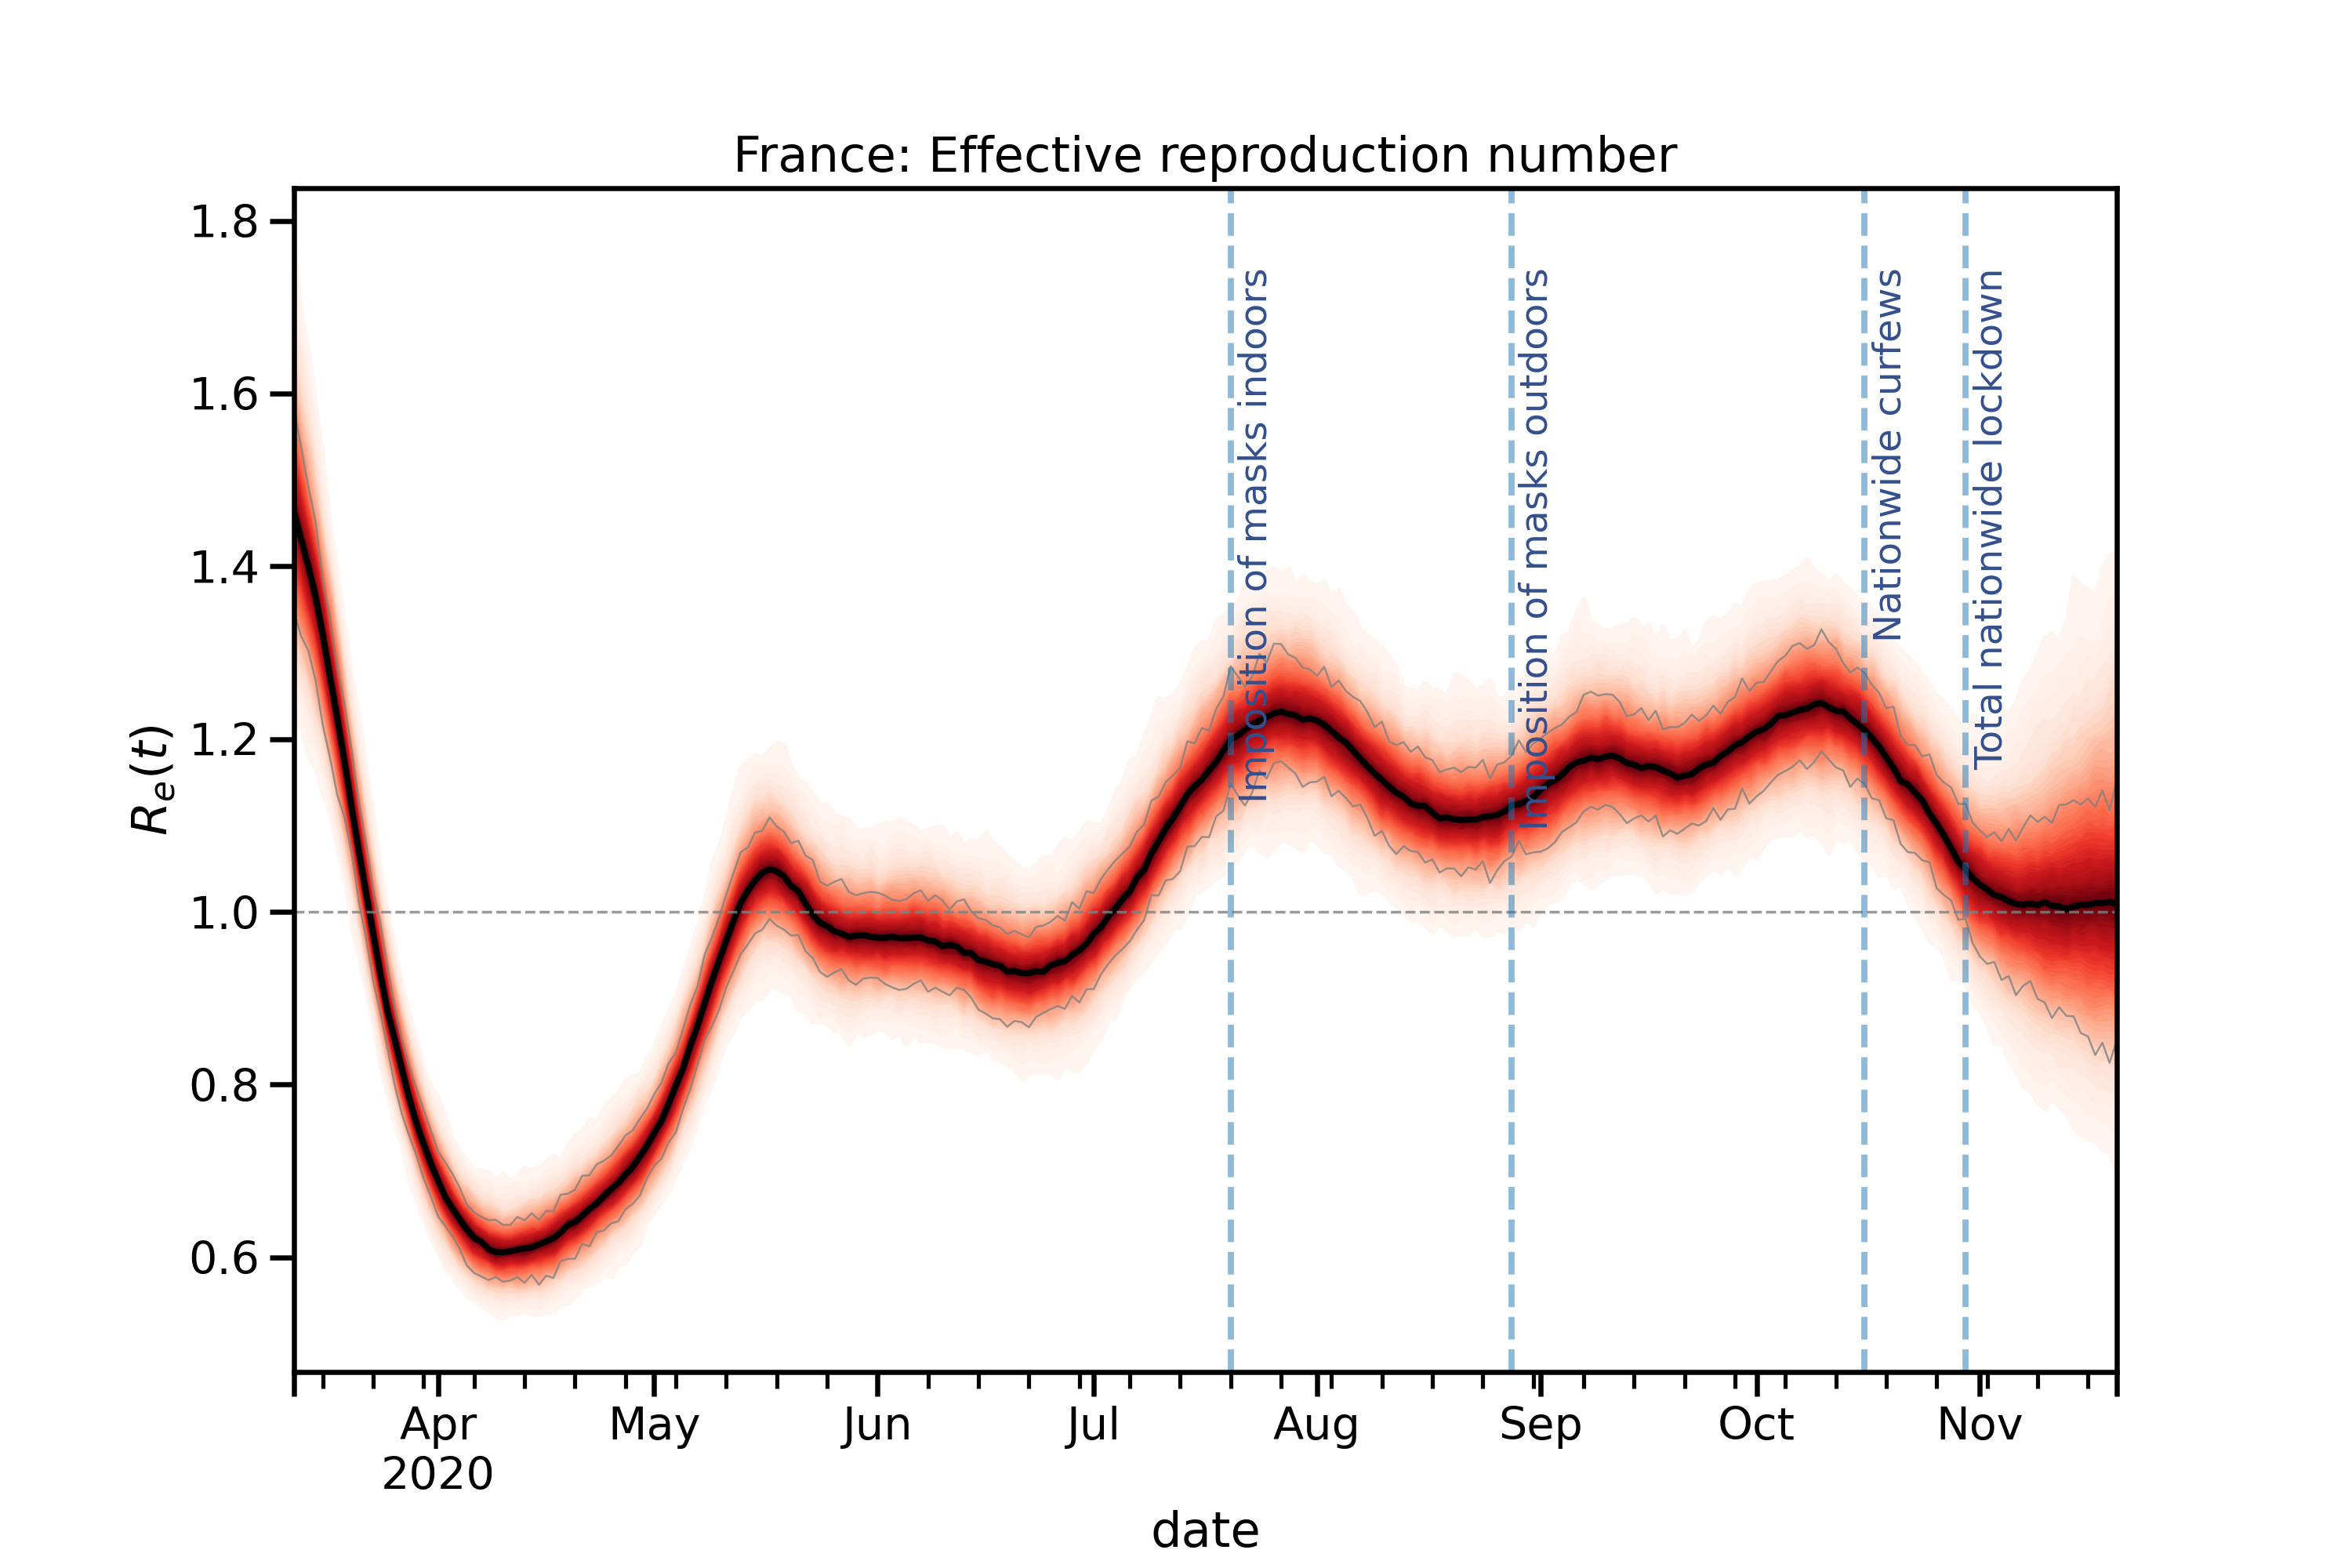 France: Effective reproduction number
1.8
1.6
1.4
1.2
1.0
0.8
0.6
R_e(t)
Imposition of masks indoors
Imposition of masks outdoors
Nationwide curfews
Total nationwide lockdown
Apr May Jun Jul Aug Sep Oct Nov
2020
date